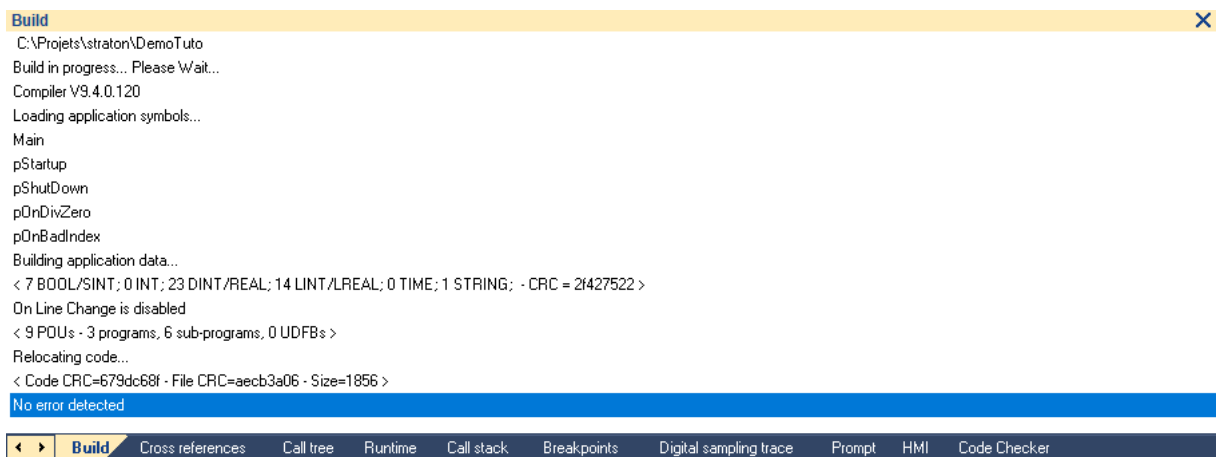 Build
C:\Projets\straton\DemoTuto
Build in progress... Please Wait...
Compiler V9.4.0.120
Loading application symbols...
Main
pStartup
pShutDown
pOnDivZero
pOnBadIndex
Building application data...
< 7 BOOL/SINT; 0 INT; 23 DINT/REAL; 14 LINT/LREAL; 0 TIME; 1 STRING;  - CRC = 2f427522 >
On Line Change is disabled
< 9 POUs - 3 programs, 6 sub-programs, 0 UDFBs >
Relocating code...
< Code CRC=679dc68f - File CRC=aecb3a06 - Size=1856 >
No error detected
Build Cross references Call tree Runtime Call stack Breakpoints Digital sampling trace Prompt HMI Code Checker